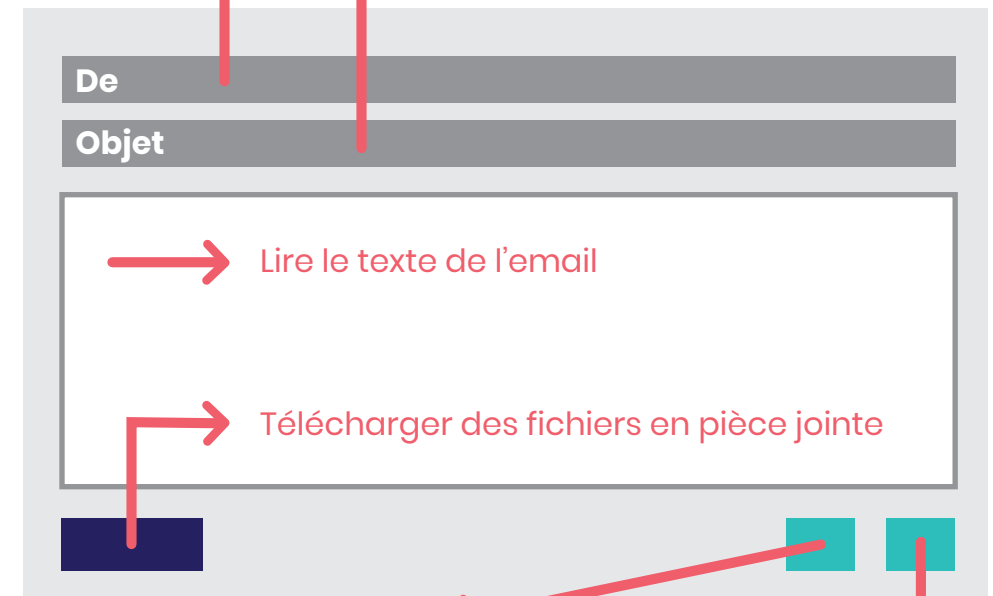 De
Objet
Lire le texte de l'email
Télécharger des fichiers en pièce jointe